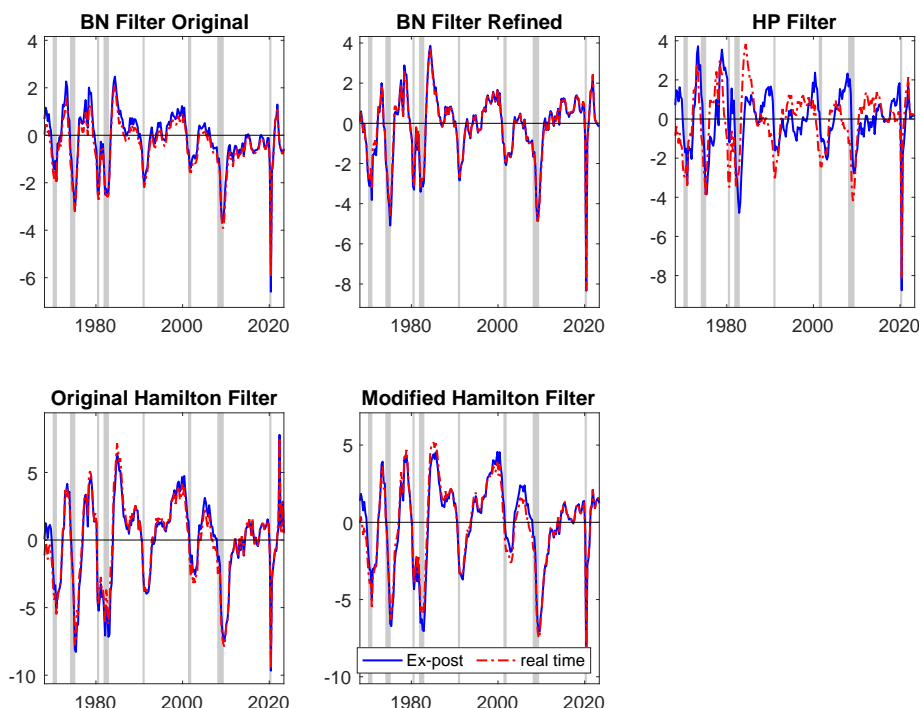 BN Filter Original
4
2
0
-2
-4
-6
1980 2000 2020
BN Filter Refined
4
2
0
-2
-4
-6
-8
1980 2000 2020
HP Filter
4
2
0
-2
-4
-6
-8
1980 2000 2020
Original Hamilton Filter
5
0
-5
-10
1980 2000 2020
Modified Hamilton Filter
5
0
-5
-10
Ex-post real time
1980 2000 2020